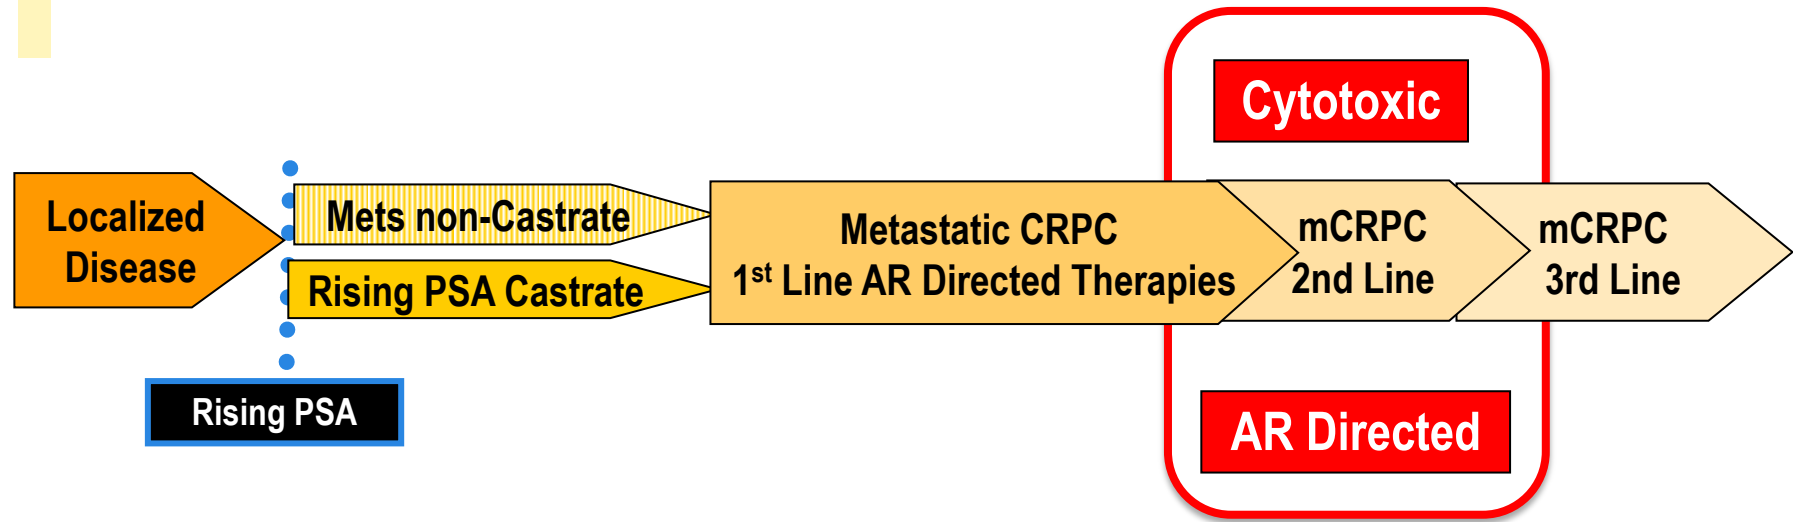 Cytotoxic
Localized
Disease
Mets non-Castrate
Rising PSA Castrate
Metastatic CRPC
1st Line AR Directed Therapies
mCRPC
2nd Line
mCRPC
3rd Line
Rising PSA
AR Directed